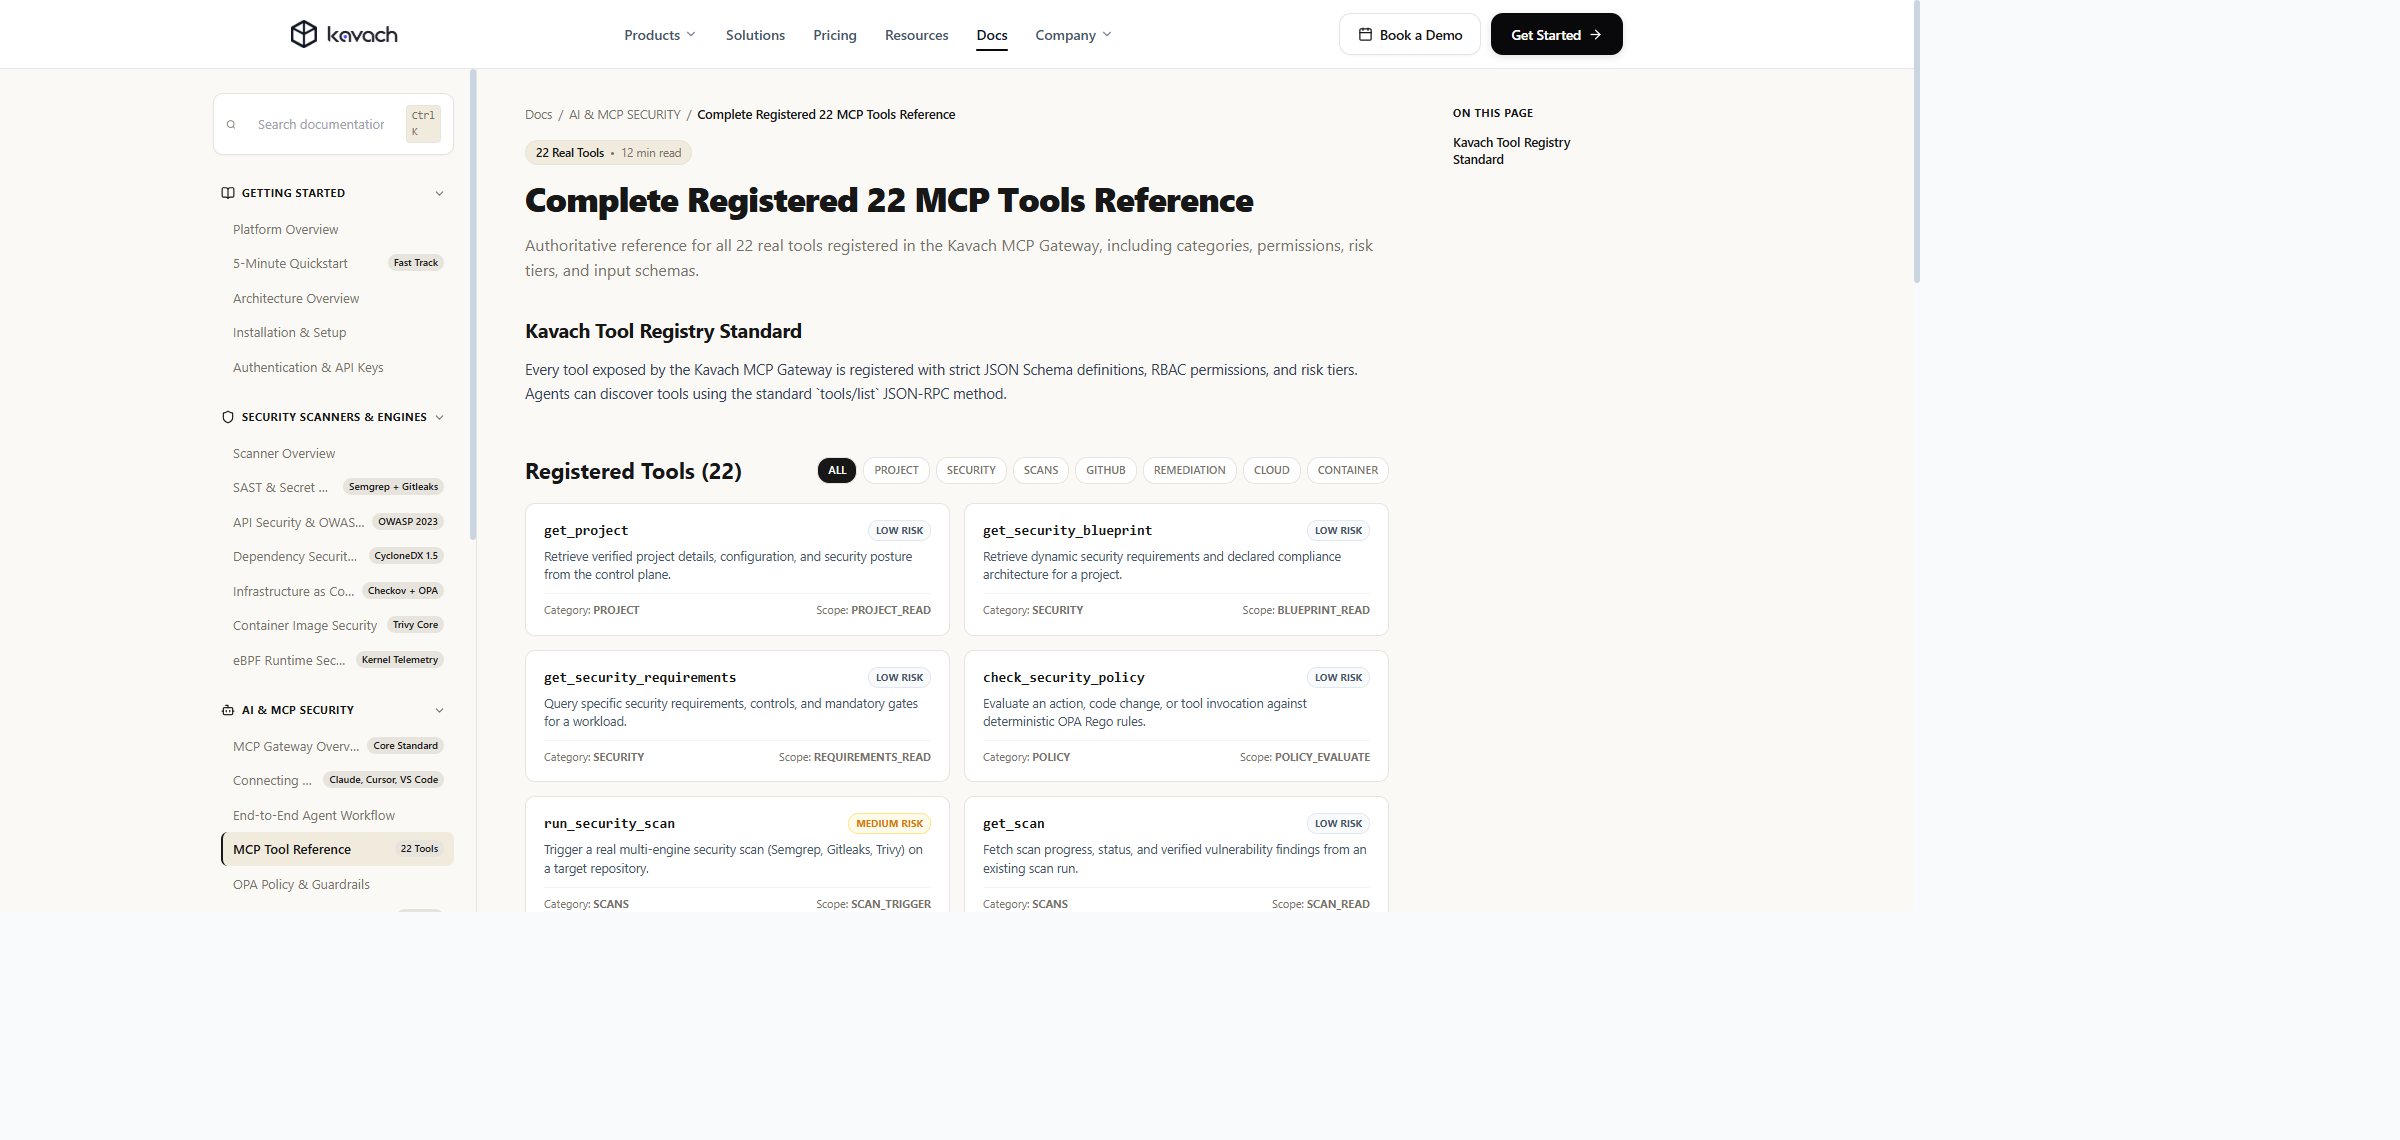 kavach
Products
Solutions
Pricing
Resources
Docs
Company
Book a Demo
Get Started
Search documentation
Ctrl
K
GETTING STARTED
Platform Overview
5-Minute Quickstart
Fast Track
Architecture Overview
Installation & Setup
Authentication & API Keys
SECURITY SCANNERS & ENGINES
Scanner Overview
SAST & Secret ...
Semgrep + Gitleaks
API Security & OWAS...
OWASP 2023
Dependency Securit...
CycloneDX 1.5
Infrastructure as Co...
Checkov + OPA
Container Image Security
Trivy Core
eBPF Runtime Sec...
Kernel Telemetry
AI & MCP SECURITY
MCP Gateway Overv...
Core Standard
Connecting ...
Claude, Cursor, VS Code
End-to-End Agent Workflow
MCP Tool Reference
22 Tools
OPA Policy & Guardrails
Docs / AI & MCP SECURITY / Complete Registered 22 MCP Tools Reference
22 Real Tools • 12 min read
Complete Registered 22 MCP Tools Reference
Authoritative reference for all 22 real tools registered in the Kavach MCP Gateway, including categories, permissions, risk
tiers, and input schemas.
Kavach Tool Registry Standard
Every tool exposed by the Kavach MCP Gateway is registered with strict JSON Schema definitions, RBAC permissions, and risk tiers.
Agents can discover tools using the standard `tools/list` JSON-RPC method.
Registered Tools (22)
ALL
PROJECT
SECURITY
SCANS
GITHUB
REMEDIATION
CLOUD
CONTAINER
get_project
LOW RISK
Retrieve verified project details, configuration, and security posture
from the control plane.
Category: PROJECT
Scope: PROJECT_READ
get_security_blueprint
LOW RISK
Retrieve dynamic security requirements and declared compliance
architecture for a project.
Category: SECURITY
Scope: BLUEPRINT_READ
get_security_requirements
LOW RISK
Query specific security requirements, controls, and mandatory gates
for a workload.
Category: SECURITY
Scope: REQUIREMENTS_READ
check_security_policy
LOW RISK
Evaluate an action, code change, or tool invocation against
deterministic OPA Rego rules.
Category: POLICY
Scope: POLICY_EVALUATE
run_security_scan
MEDIUM RISK
Trigger a real multi-engine security scan (Semgrep, Gitleaks, Trivy) on
a target repository.
Category: SCANS
Scope: SCAN_TRIGGER
get_scan
LOW RISK
Fetch scan progress, status, and verified vulnerability findings from an
existing scan run.
Category: SCANS
Scope: SCAN_READ
ON THIS PAGE
Kavach Tool Registry
Standard